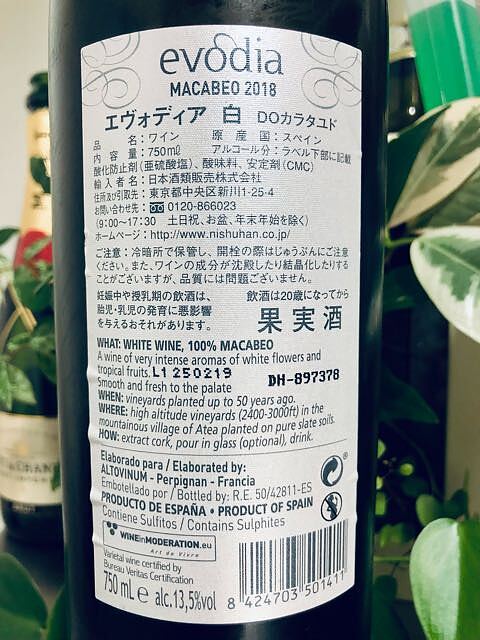 evodia
MACABEO 2018
エヴォディア 白 DOカラタユド
品名：ワイン 原産国：スペイン
内容量：750ml アルコール分：ラベル下部に記載
酸化防止剤（亜硫酸塩）、酸味料、安定剤（CMC）
輸入者名：日本酒類販売株式会社
住所及び引取先：東京都中央区新川1-25-4
お問い合わせ先：0120-866023
（9：00～17：30 土日祝、お盆、年末年始を除く）
ホームページ：http://www.nishuhan.co.jp/
ご注意：冷暗所で保管し、開栓の際はじゅうぶんにご注意
ください。また、ワインの成分が沈殿したり結晶化したりする
ことがございますが、品質には問題ございません。
妊娠中や授乳期の飲酒は、
胎児・乳児の発育に悪影響
を与えるおそれがあります。
飲酒は20歳になってから
果実酒
WHAT: WHITE WINE, 100% MACABEO
A wine of very intense aromas of white flowers and
tropical fruits. L1250219
Smooth and fresh to the palate DH-897378
WHEN: vineyards planted up to 50 years ago.
WHERE: high altitude vineyards (2400-3000ft) in the
mountainous village of Atea planted on pure slate soils.
HOW: extract cork, pour in glass (optional), drink.
Elaborado para / Elaborated by:
ALTOVINUM - Perpignan - Francia
Embotellado por / Bottled by: R.E. 50/42811-ES
PRODUCTO DE ESPAÑA • PRODUCT OF SPAIN
Contiene Sulfitos / Contains Sulphites
WINEinMODERATION.eu
Art de Vivre
Varietal wine certified by
Bureau Veritas Certification
750 mL e alc.13,5%vol
8 424703 501411